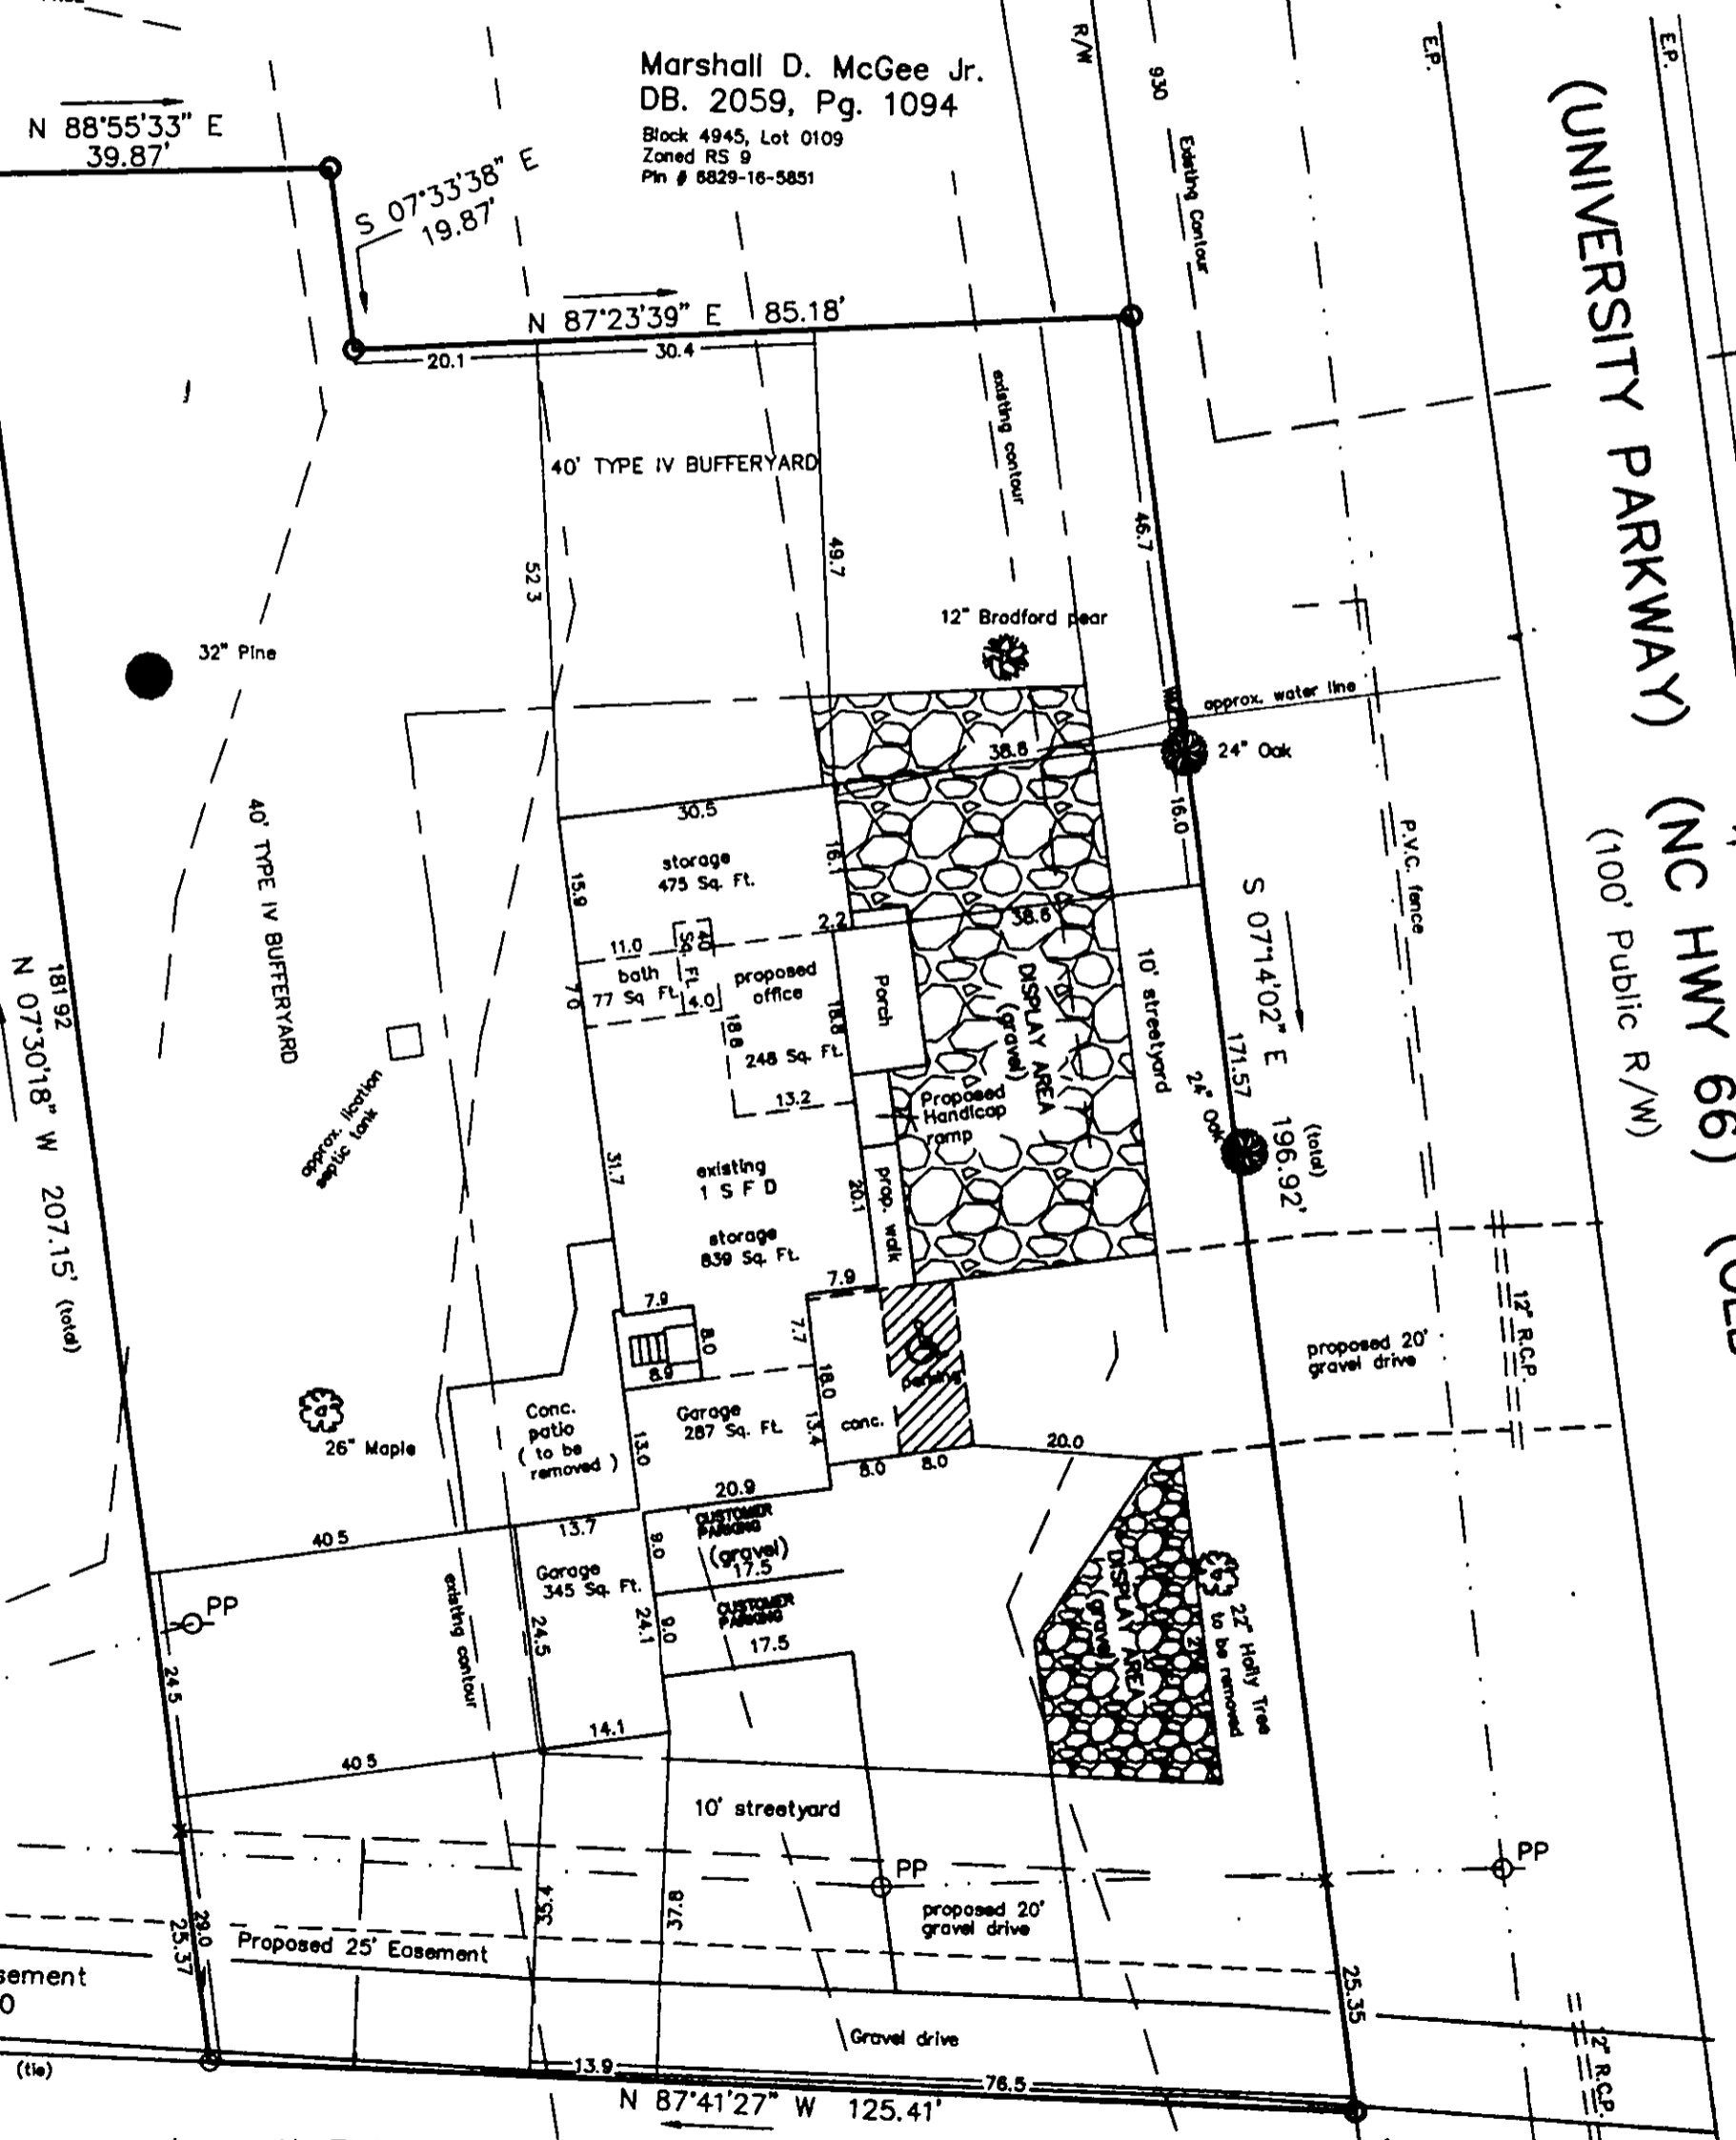 Marshall D. McGee Jr.
DB. 2059, Pg. 1094
Block 4945, Lot 0109
Zoned RS 9
Pin # 6829-16-5851
N 88°55'33" E
39.87'
S 07°33'38" E
19.87'
N 87°23'39" E 85.18'
20.1
30.4
R/W
930
Existing Contour
E.P.
E.P.
(UNIVERSITY PARKWAY)
(NC HWY 66)
(100' Public R/W)
40' TYPE IV BUFFERYARD
existing contour
46.7
52 3
49.7
12" Bradford pear
32" Pine
approx. water line
24" Oak
38.8
30.5
16.0
storage
475 Sq. Ft.
16.1
15.9
P.V.C. fence
40' TYPE IV BUFFERYARD
2.2
38.6
11.0
40
Sq. Ft.
bath
77 Sq Ft.
4.0
7.0
proposed
office
248 Sq. Ft.
18.8
18.8
13.2
Porch
DISPLAY AREA
(gravel)
10' streetyard
S 07°14'02" E 196.92'
(total)
171.57
24" Oak
Proposed
Handicap
ramp
181 92
N 07°30'18" W 207.15' (total)
approx. location
septic tank
31.7
existing
1 S F D
storage
839 Sq. Ft.
20.1
prop. walk
7.9
7.9
8.0
8.9
7.7
18.0
13.4
parking
conc.
8.0
8.0
20.0
proposed 20'
gravel drive
12" R.C.P.
26" Maple
Conc.
patio
( to be
removed )
Garage
287 Sq. Ft.
13.0
20.9
40 5
13.7
CUSTOMER
PARKING
(gravel)
17.5
9.0
Garage
345 Sq. Ft.
24.5
24.1
9.0
CUSTOMER
PARKING
17.5
existing contour
DISPLAY AREA
(gravel)
22" Holly Tree
to be removed
PP
24 5
40 5
14.1
10' streetyard
PP
PP
proposed 20'
gravel drive
35.4
37.8
29.0
25.37
Proposed 25' Easement
sement
0
25.35
Gravel drive
12" R.C.P.
(tie)
13.9
76.5
N 87°41'27" W 125.41'